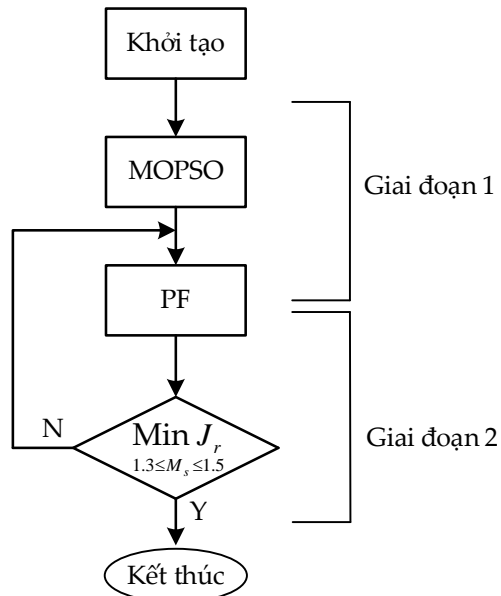 Khởi tạo
MOPSO
Giai đoạn 1
PF
N
Min J_r
1.3≤M_s≤1.5
Giai đoạn 2
Y
Kết thúc